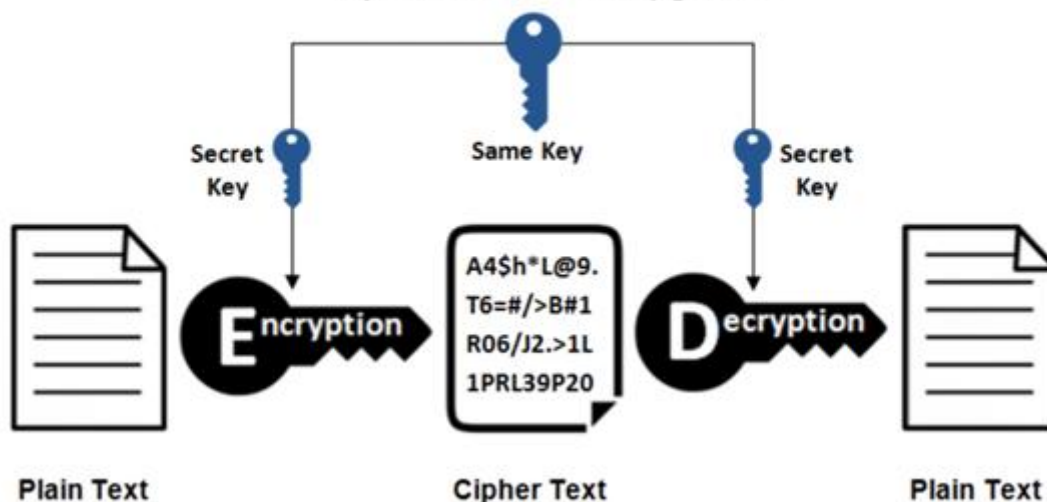 Same Key
Secret
Key
Secret
Key
Encryption
A4$h*L@9.
T6=#/>B#1
R06/J2.>1L
1PRL39P20
Decryption
Plain Text
Cipher Text
Plain Text